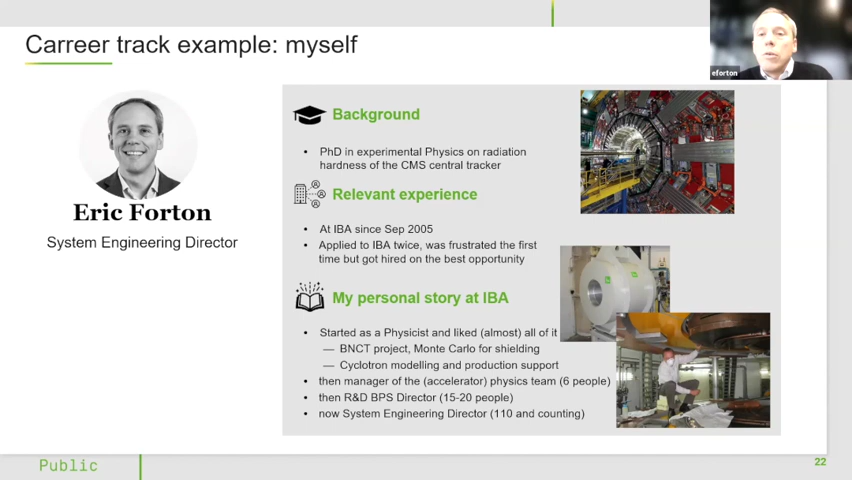 Carreer track example: myself
eforton
Background
• PhD in experimental Physics on radiation
hardness of the CMS central tracker
Eric Forton
System Engineering Director
Relevant experience
• At IBA since Sep 2005
• Applied to IBA twice, was frustrated the first
time but got hired on the best opportunity
My personal story at IBA
• Started as a Physicist and liked (almost) all of it
— BNCT project, Monte Carlo for shielding
— Cyclotron modelling and production support
• then manager of the (accelerator) physics team (6 people)
• then R&D BPS Director (15-20 people)
• now System Engineering Director (110 and counting)
Public
22